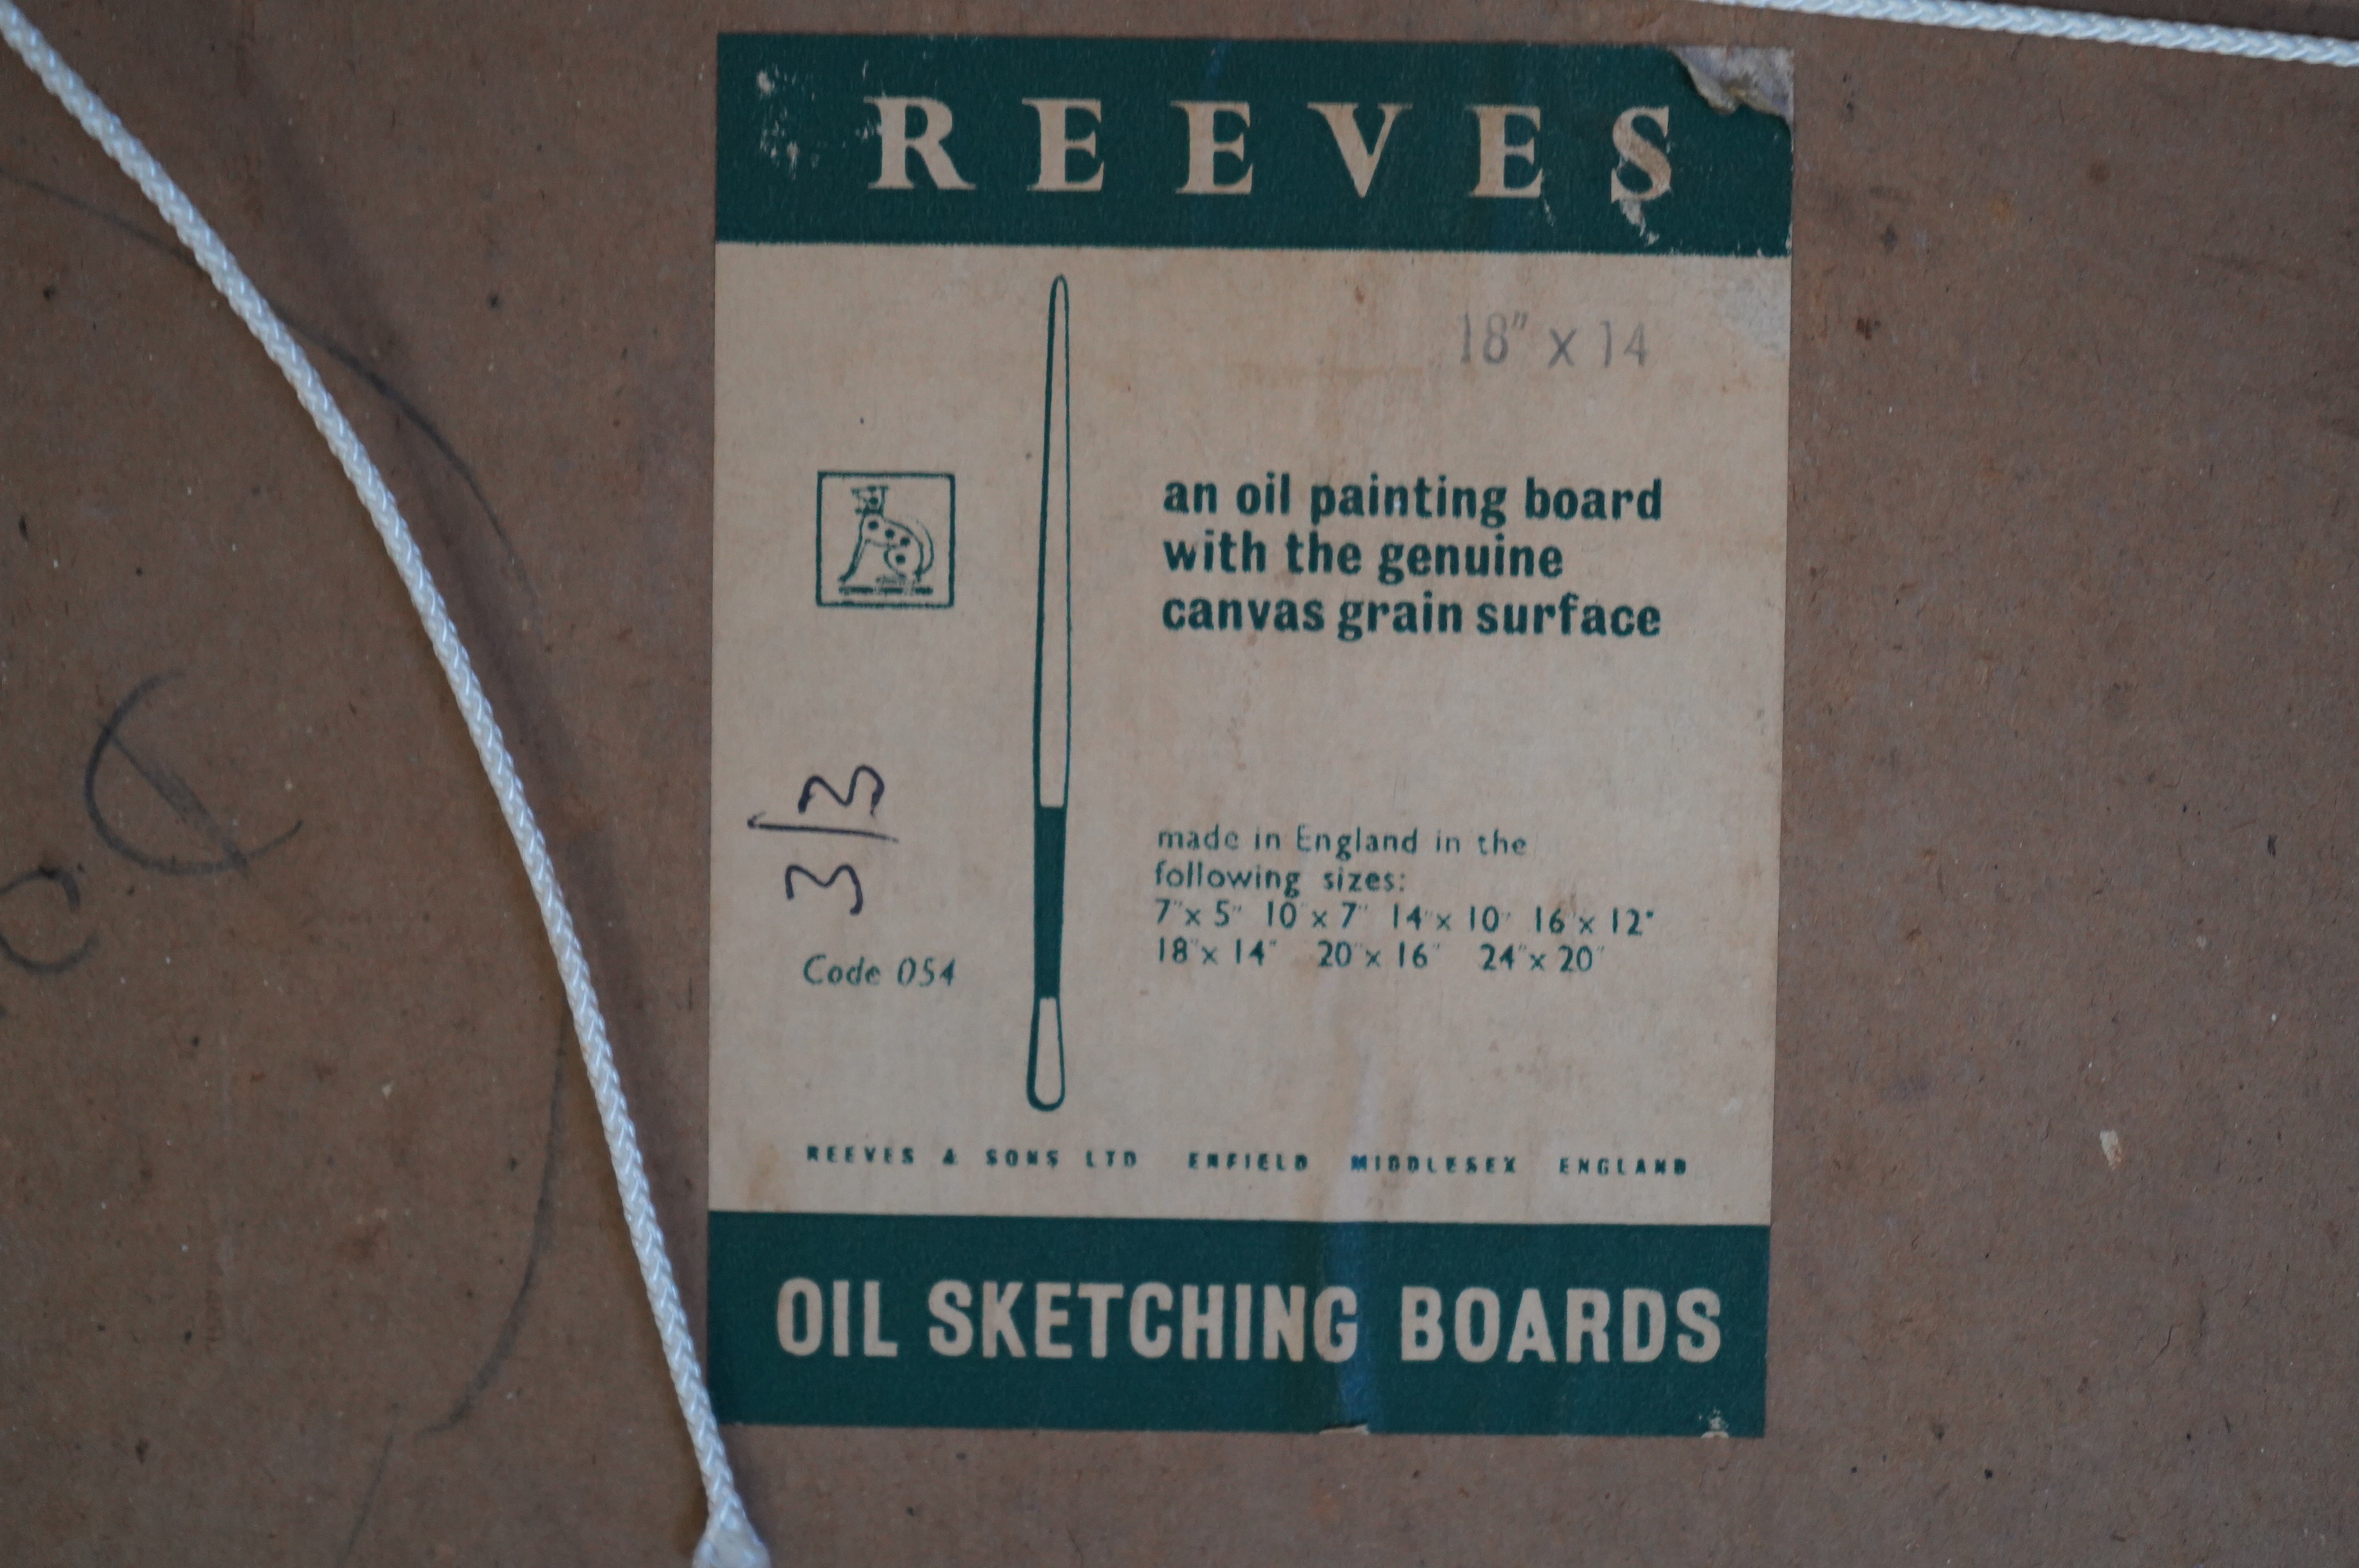 REEVES
18" x 14
an oil painting board
with the genuine
canvas grain surface
3/3
made in England in the
following sizes:
7" x 5" 10" x 7" 14" x 10" 16" x 12"
18" x 14" 20" x 16" 24" x 20"
Code 054
REEVES & SONS LTD ENFIELD MIDDLESEX ENGLAND
OIL SKETCHING BOARDS